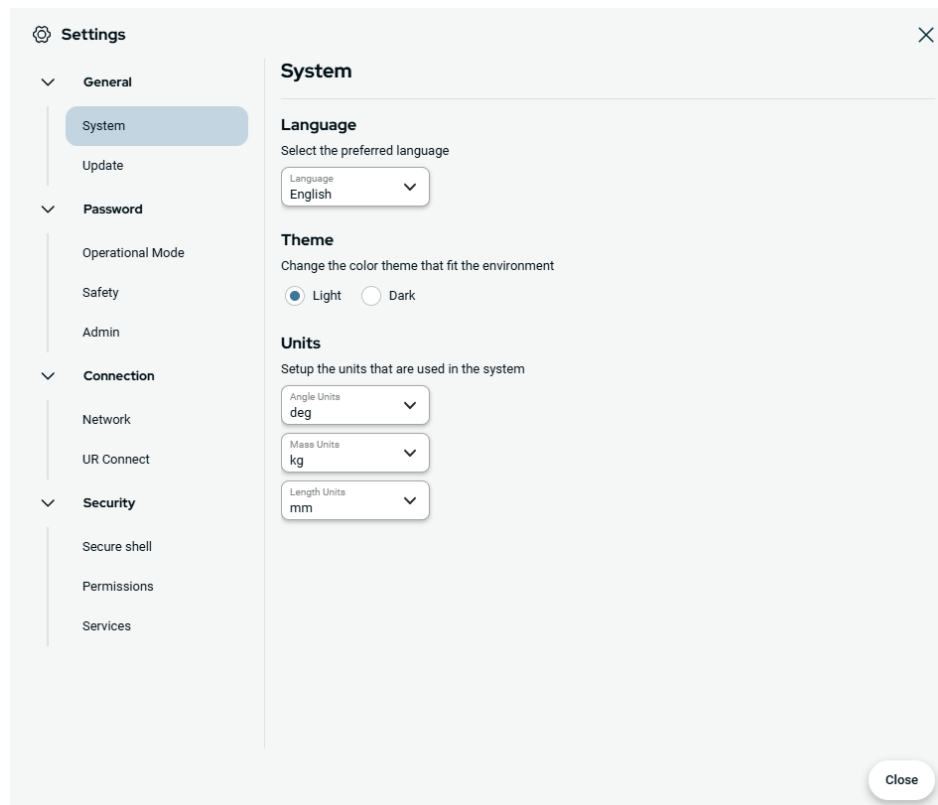 Settings
General
System
Update
Password
Operational Mode
Safety
Admin
Connection
Network
UR Connect
Security
Secure shell
Permissions
Services
System
Language
Select the preferred language
Language
English
Theme
Change the color theme that fit the environment
Light Dark
Units
Setup the units that are used in the system
Angle Units
deg
Mass Units
kg
Length Units
mm
Close